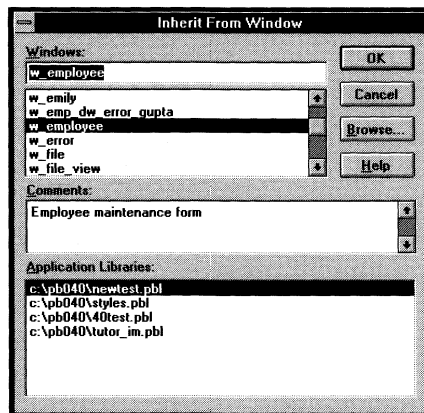 Inherit From Window
Windows:
w_employee
w_emily
w_emp_dw_error_gupta
w_employee
w_error
w_file
w_file_view
OK
Cancel
Browse...
Help
Comments:
Employee maintenance form
Application Libraries:
c:\pb040\newtest.pbl
c:\pb040\styles.pbl
c:\pb040\40test.pbl
c:\pb040\tutor_im.pbl